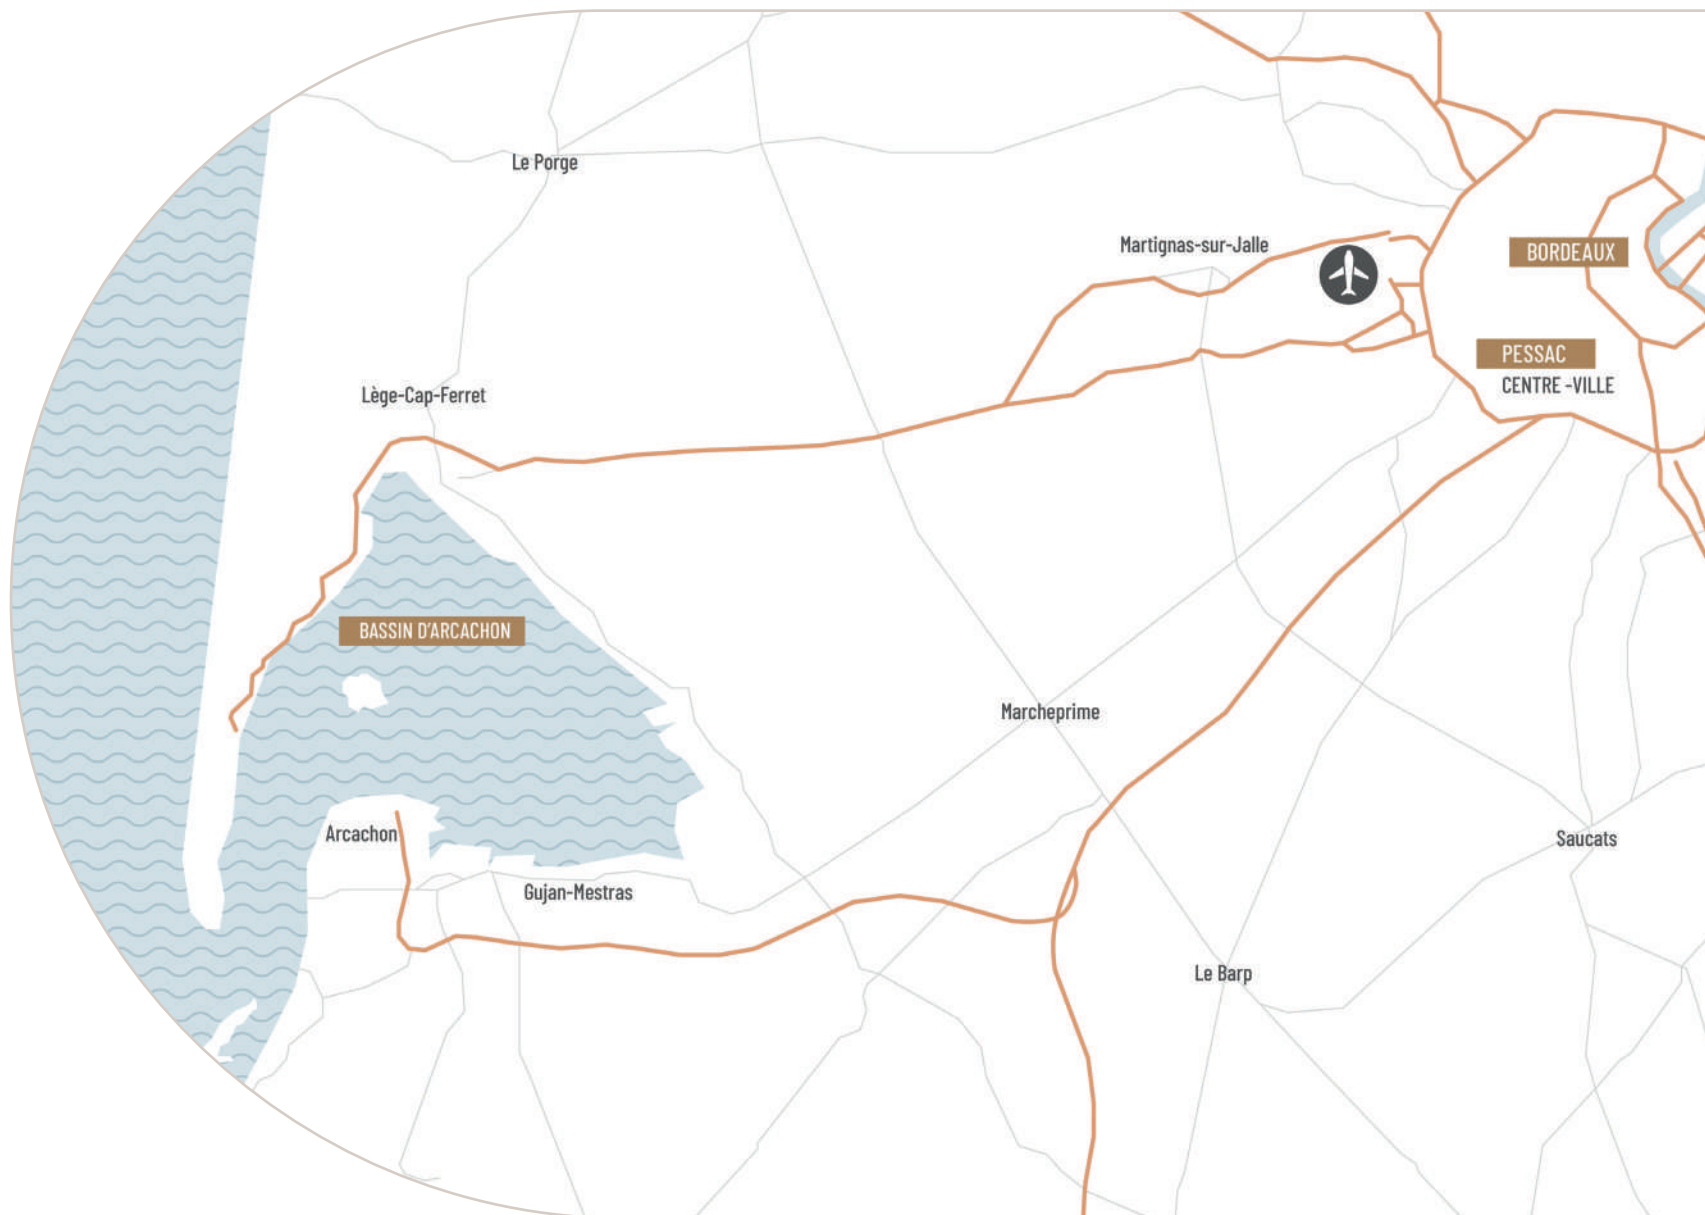 Le Porge
Martignas-sur-Jalle
BORDEAUX
PESSAC
CENTRE -VILLE
Lège-Cap-Ferret
BASSIN D'ARCACHON
Marcheprime
Arcachon
Saucats
Gujan-Mestras
Le Barp